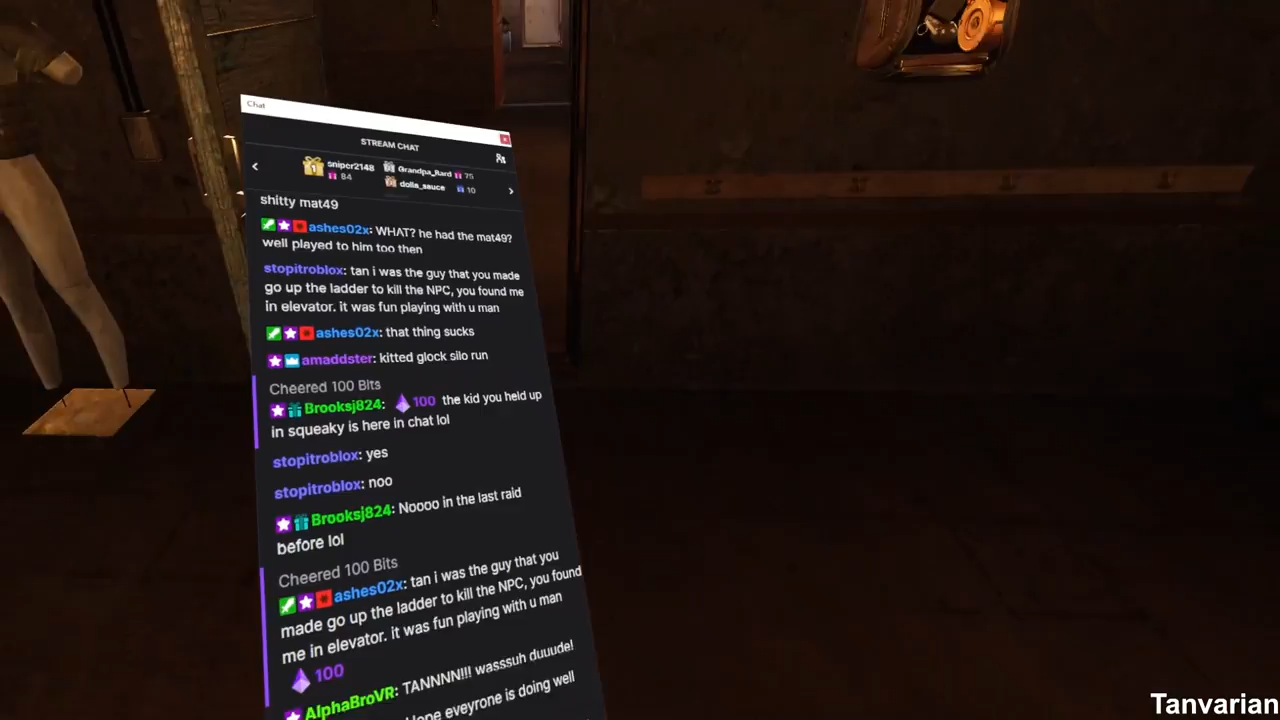 Chat
STREAM CHAT
sniper2148
84
Grandpa_Bard 75
dolla_sauce 10
shitty mat49
ashes02x: WHAT? he had the mat49?
well played to him too then
stopitroblox: tan i was the guy that you made
go up the ladder to kill the NPC, you found me
in elevator. it was fun playing with u man
ashes02x: that thing sucks
amaddster: kitted glock silo run
Cheered 100 Bits
Brooksj824: 100 the kid you held up
in squeaky is here in chat lol
stopitroblox: yes
stopitroblox: noo
Brooksj824: Noooo in the last raid
before lol
Cheered 100 Bits
ashes02x: tan i was the guy that you
made go up the ladder to kill the NPC, you found
me in elevator. it was fun playing with u man
100
AlphaBroVR: TANNNN!!! wasssuh duuude!
Hope eveyrone is doing well
Tanvarian